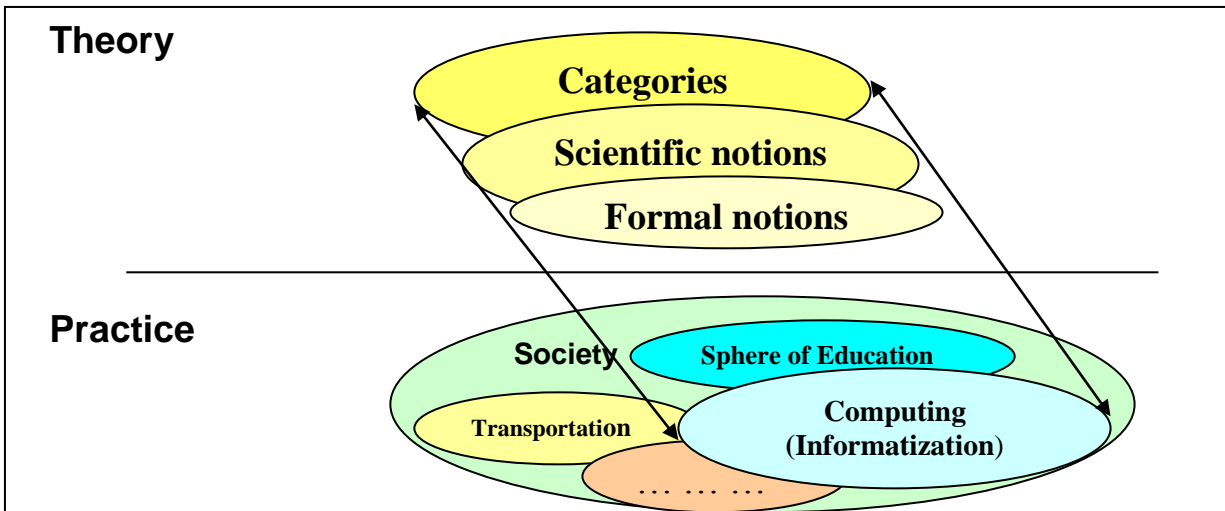 Theory
Categories
Scientific notions
Formal notions
Practice
Society
Sphere of Education
Transportation
Computing
(Informatization)
… … …